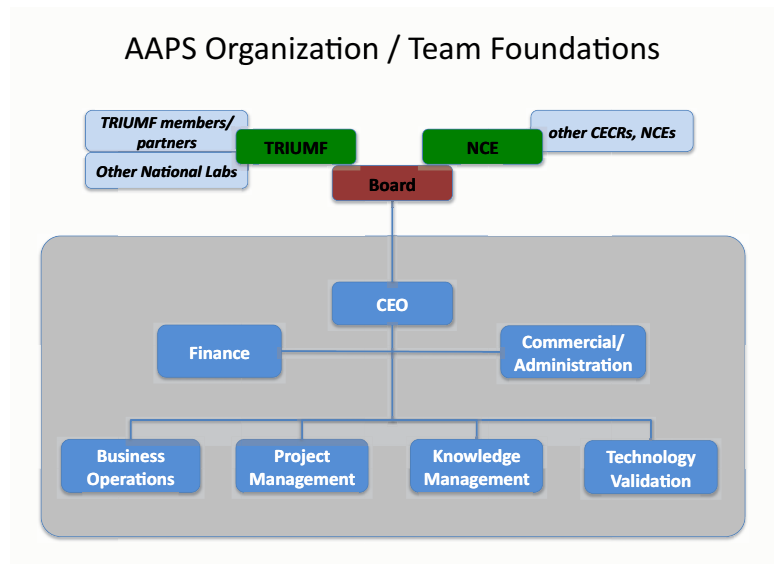 AAPS Organization / Team Foundations
TRIUMF members/
partners
Other National Labs
TRIUMF
NCE
other CECRs, NCEs
Board
CEO
Finance
Commercial/
Administration
Business
Operations
Project
Management
Knowledge
Management
Technology
Validation